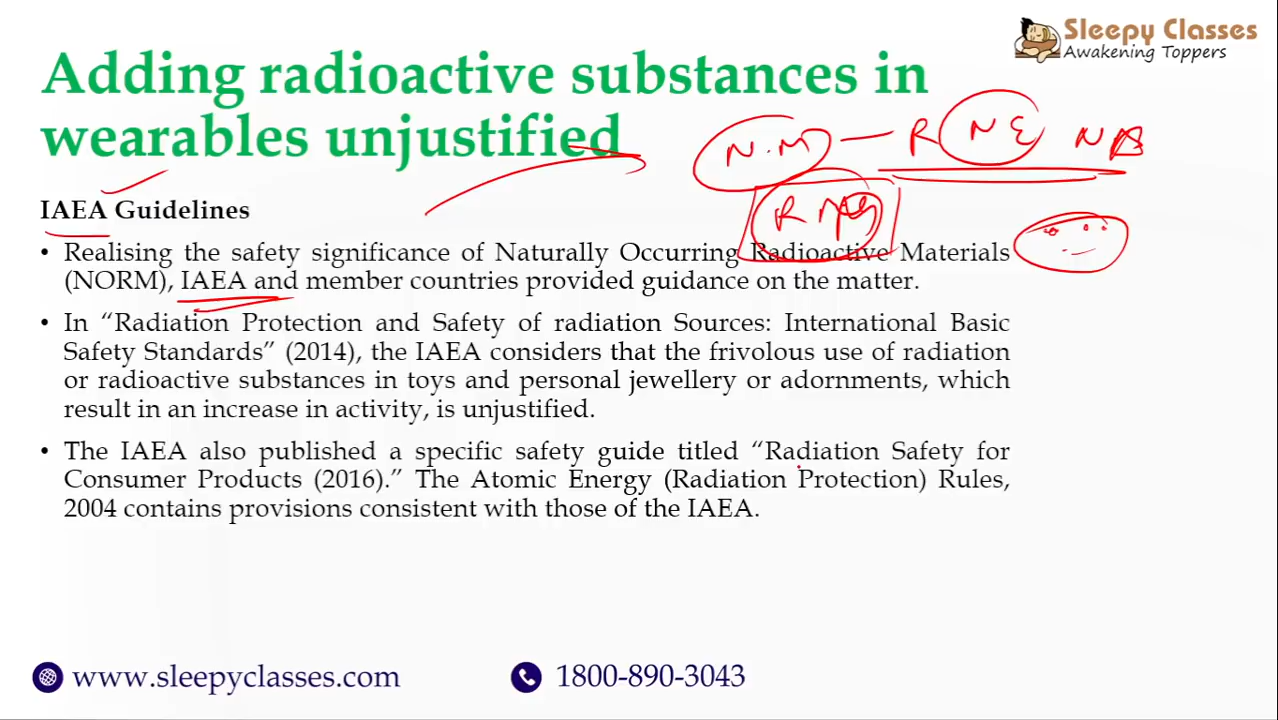 Sleepy Classes
Awakening Toppers
Adding radioactive substances in
wearables unjustified
N.M — R NE
IAEA Guidelines
• Realising the safety significance of Naturally Occurring Radioactive Materials
(NORM), IAEA and member countries provided guidance on the matter.
• In “Radiation Protection and Safety of radiation Sources: International Basic
Safety Standards” (2014), the IAEA considers that the frivolous use of radiation
or radioactive substances in toys and personal jewellery or adornments, which
result in an increase in activity, is unjustified.
• The IAEA also published a specific safety guide titled “Radiation Safety for
Consumer Products (2016).” The Atomic Energy (Radiation Protection) Rules,
2004 contains provisions consistent with those of the IAEA.
www.sleepyclasses.com
1800-890-3043